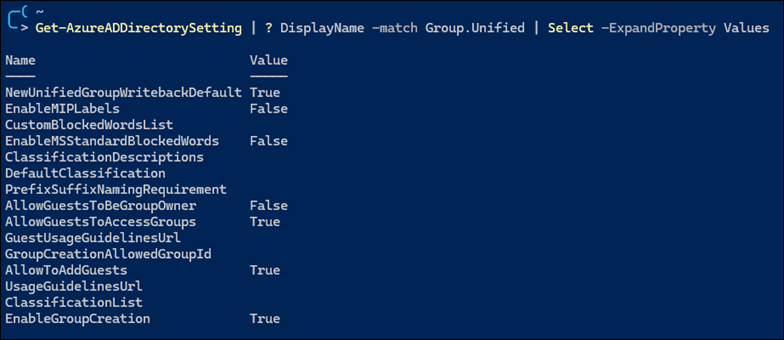 ~
> Get-AzureADDirectorySetting | ? DisplayName -match Group.Unified | Select -ExpandProperty Values
Name Value
---- -----
NewUnifiedGroupWritebackDefault True
EnableMIPLabels False
CustomBlockedWordsList
EnableMSStandardBlockedWords False
ClassificationDescriptions
DefaultClassification
PrefixSuffixNamingRequirement
AllowGuestsToBeGroupOwner False
AllowGuestsToAccessGroups True
GuestUsageGuidelinesUrl
GroupCreationAllowedGroupId
AllowToAddGuests True
UsageGuidelinesUrl
ClassificationList
EnableGroupCreation True